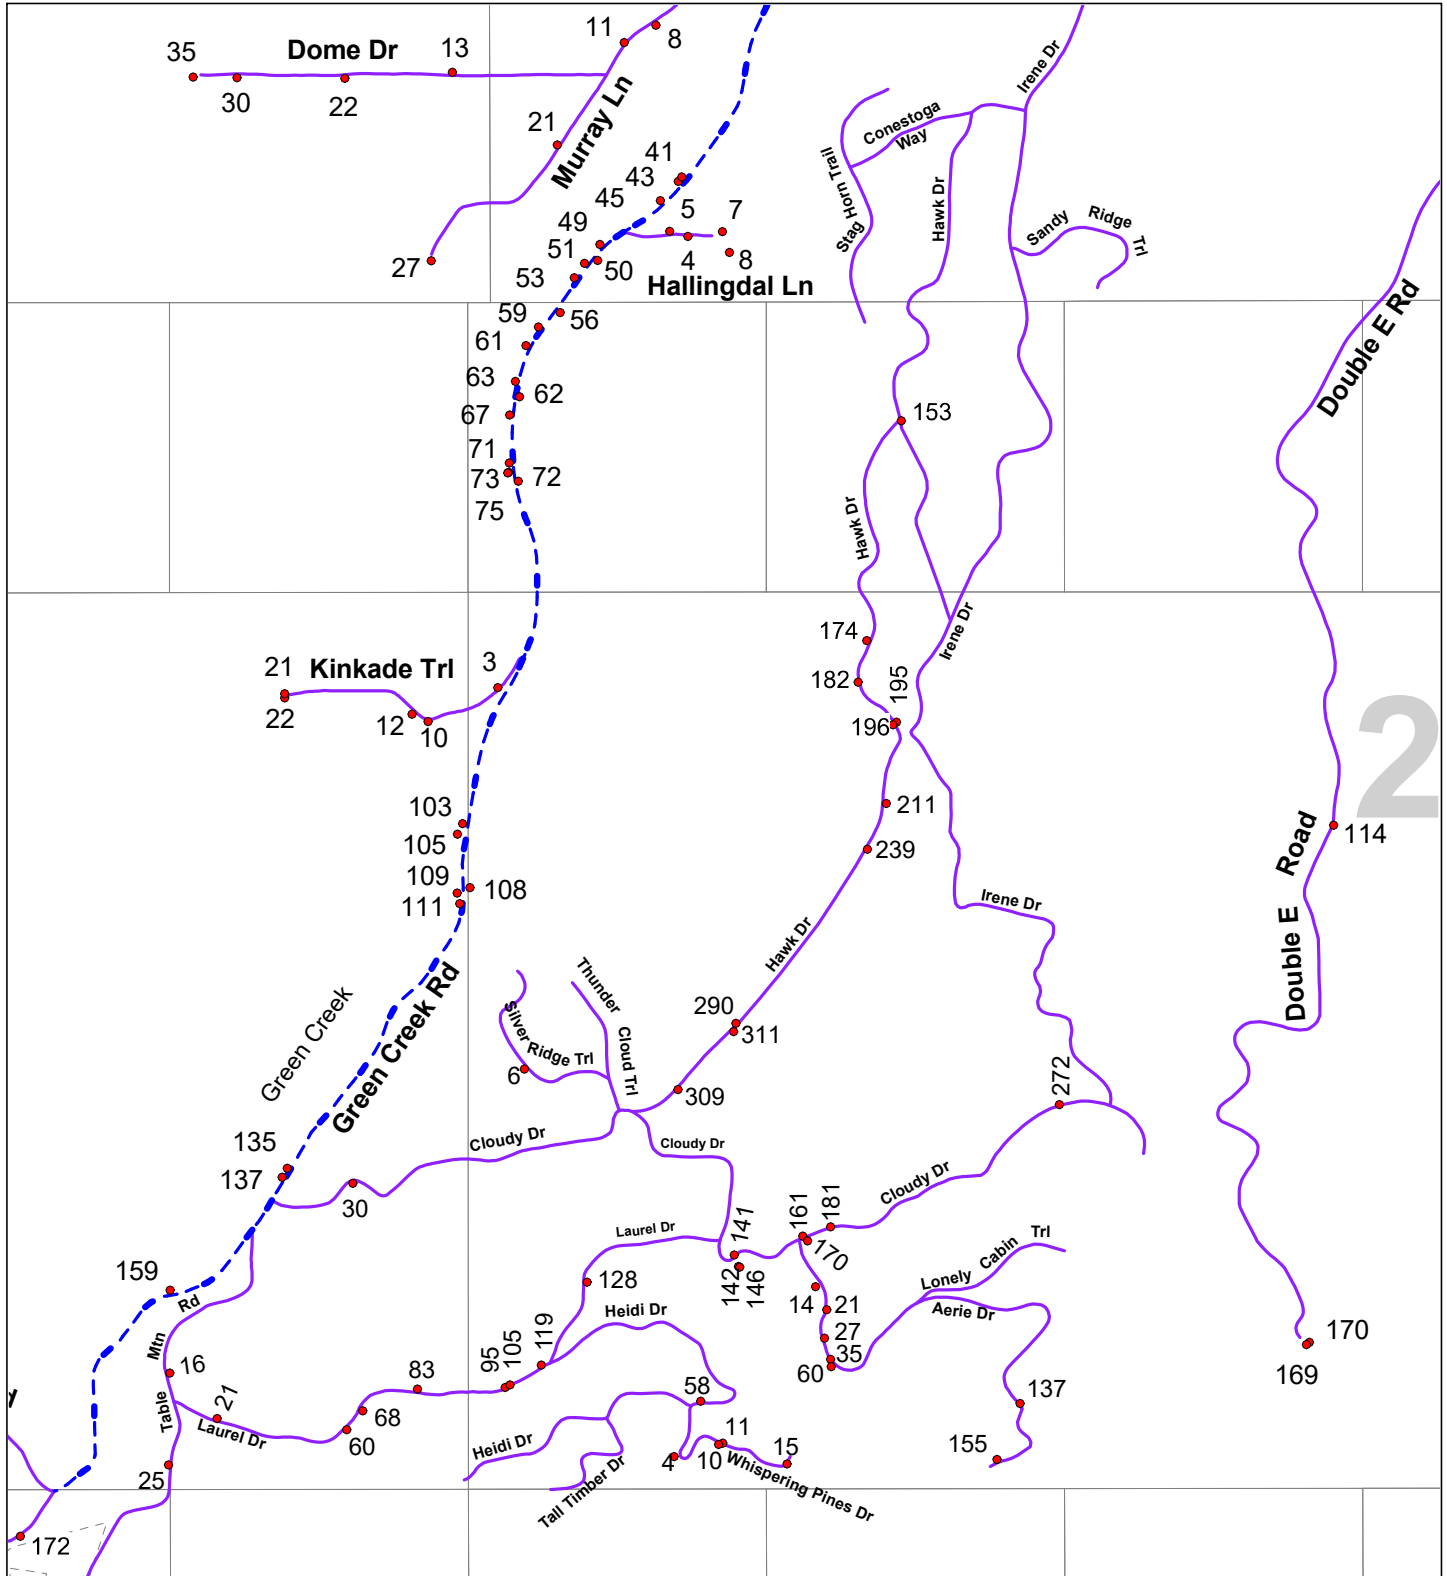 11
8
Dome Dr
13
35
30
22
Irene Dr
Murray Ln
21
Conestoga
Way
41
43
45
Stag Horn Trail
Hawk Dr
5
7
Sandy Ridge Trl
49
51
50
4
8
53
27
Hallingdal Ln
59
56
61
Double E Rd
63
62
67
153
71
73
72
75
Hawk Dr
174
Irene Dr
Kinkade Trl
3
21
22
182
195
196
12
10
2
103
105
211
114
239
Double E Road
109
108
111
Irene Dr
Hawk Dr
Green Creek
Green Creek Rd
Thunder Cloud Trl
Silver Ridge Trl
290
311
6
272
309
Cloudy Dr
Cloudy Dr
135
137
30
Cloudy Dr
161
181
141
170
Laurel Dr
142
146
Lonely Cabin Trl
159
128
14
21
Aerie Dr
Table Mtn Rd
Heidi Dr
27
119
35
60
170
169
16
95
105
83
58
137
21
68
Laurel Dr
60
11
15
10
4
155
Heidi Dr
Whispering Pines Dr
Tall Timber Dr
25
172